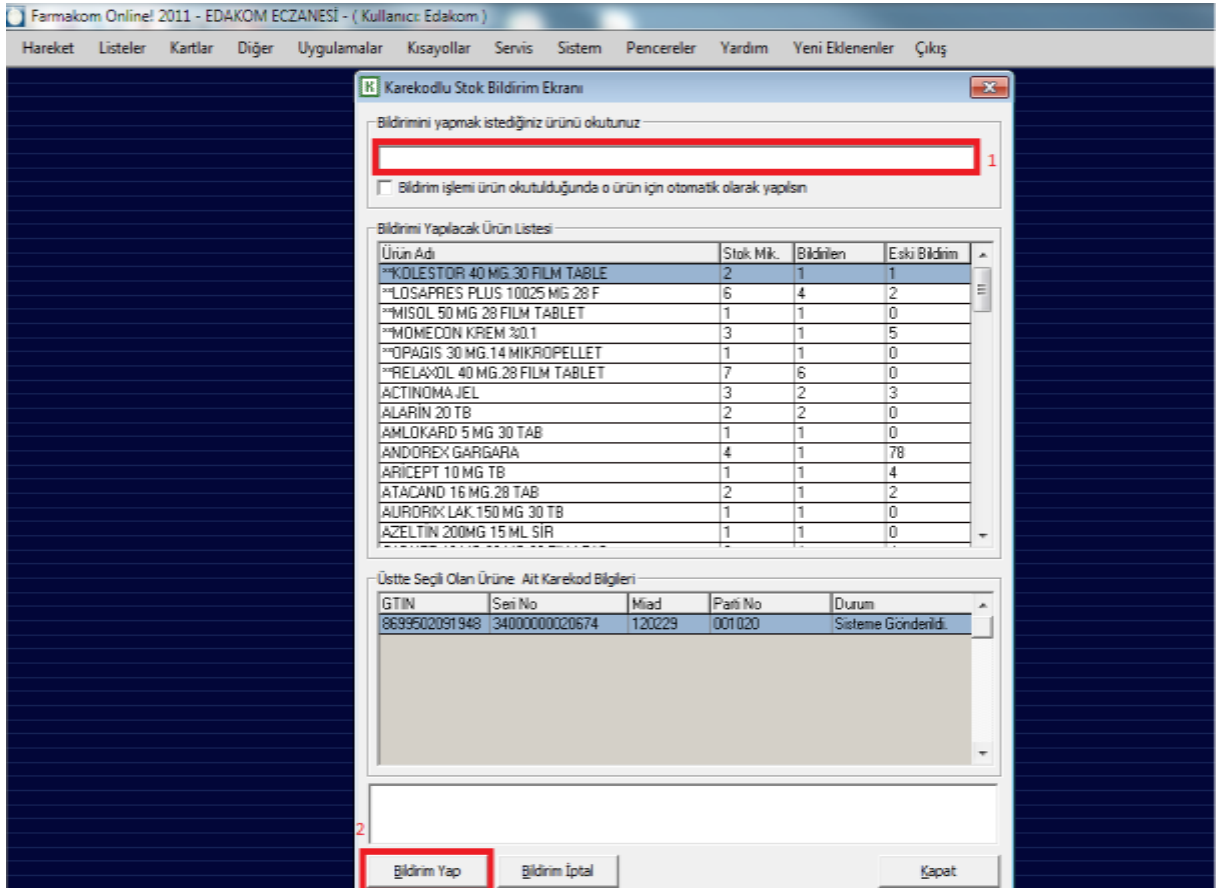 Farmakom Online! 2011 - EDAKOM ECZANESİ - ( Kullanıcı: Edakom )
Hareket Listeler Kartlar Diğer Uygulamalar Kısayollar Servis Sistem Pencereler Yardım Yeni Eklenenler Çıkış
K Karekodlu Stok Bildirim Ekranı
Bildirimini yapmak istediğiniz ürünü okutunuz
1
Bildirim işlemi ürün okutulduğunda o ürün için otomatik olarak yapılsın
Bildirimi Yapılacak Ürün Listesi
Ürün Adı Stok Mik. Bildirilen Eski Bildirim
**KOLESTOR 40 MG.30 FILM TABLE 2 1 1
**LOSAPRES PLUS 10025 MG 28 F 6 4 2
**MISOL 50 MG 28 FILM TABLET 1 1 0
**MOMECON KREM %0.1 3 1 5
**OPAGIS 30 MG.14 MIKROPELLET 1 1 0
**RELAXOL 40 MG.28 FILM TABLET 7 6 0
ACTINOMA JEL 3 2 3
ALARİN 20 TB 2 2 0
AMLOKARD 5 MG 30 TAB 1 1 0
ANDOREX GARGARA 4 1 78
ARİCEPT 10 MG TB 1 1 4
ATACAND 16 MG.28 TAB 2 1 2
AURORIX LAK.150 MG 30 TB 1 1 0
AZELTİN 200MG 15 ML SİR 1 1 0
Üstte Seçili Olan Ürüne Ait Karekod Bilgileri
GTIN Seri No Miad Parti No Durum
8699502091948 34000000020674 120229 001020 Sisteme Gönderildi.
2
Bildirim Yap Bildirim İptal Kapat